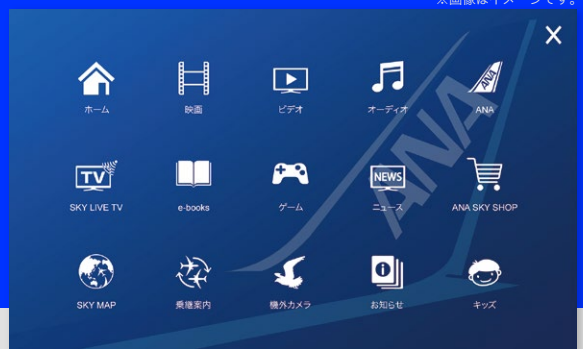 ※画像はイメージです。
ホーム
映画
ビデオ
オーディオ
ANA
ANA
SKY LIVE TV
TV
e-books
ゲーム
NEWS
ニュース
ANA SKY SHOP
SKY MAP
乗継案内
機外カメラ
お知らせ
キッズ
ANA